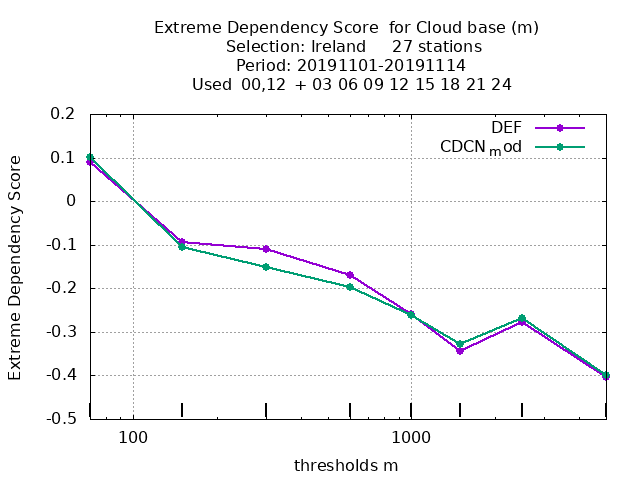 Extreme Dependency Score  for Cloud base (m)
Selection: Ireland     27 stations
Period: 20191101-20191114
Used  00,12  + 03 06 09 12 15 18 21 24
DEF
CDCNmod
0.2
0.1
0
-0.1
-0.2
-0.3
-0.4
-0.5
Extreme Dependency Score
100
1000
thresholds m